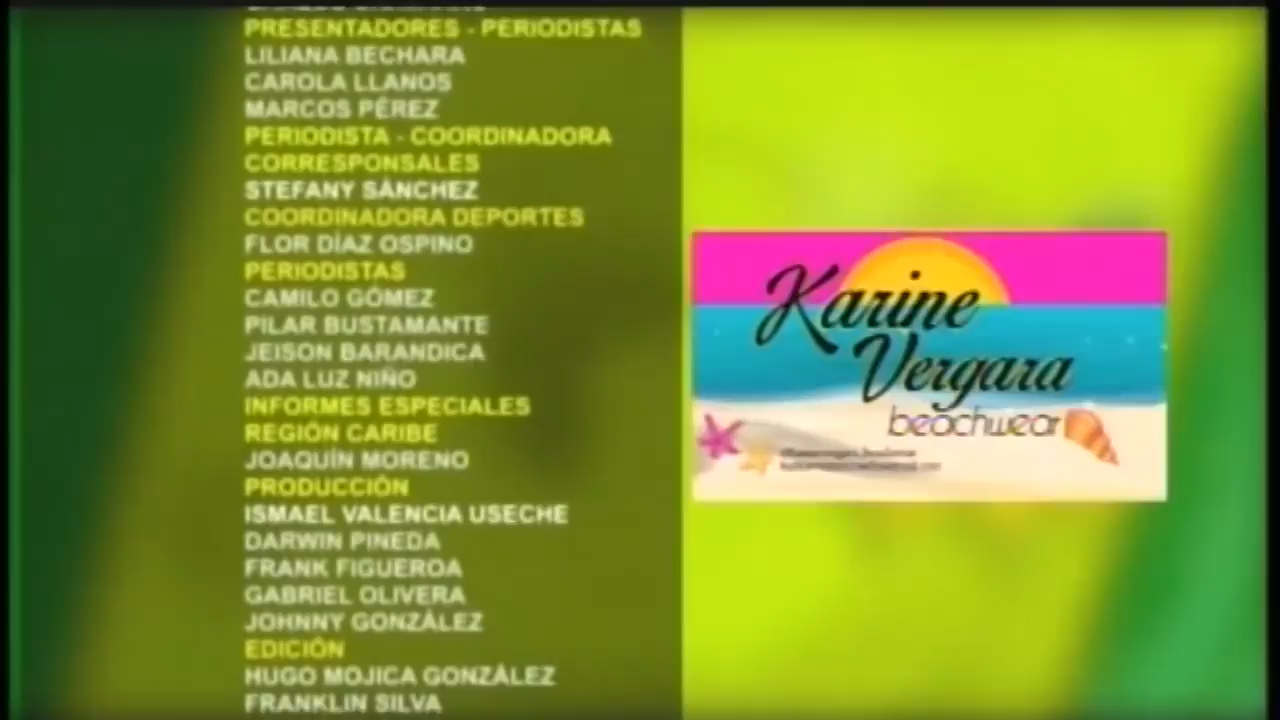 PRESENTADORES - PERIODISTAS
LILIANA BECHARA
CAROLA LLANOS
MARCOS PÉREZ
PERIODISTA - COORDINADORA
CORRESPONSALES
STEFANY SÁNCHEZ
COORDINADORA DEPORTES
FLOR DÍAZ OSPINO
PERIODISTAS
CAMILO GÓMEZ
PILAR BUSTAMANTE
JEISON BARANDICA
ADA LUZ NIÑO
INFORMES ESPECIALES
REGIÓN CARIBE
JOAQUÍN MORENO
PRODUCCIÓN
ISMAEL VALENCIA USECHE
DARWIN PINEDA
FRANK FIGUEROA
GABRIEL OLIVERA
JOHNNY GONZÁLEZ
EDICIÓN
HUGO MOJICA GONZÁLEZ
FRANKLIN SILVA
Karine
Vergara
beachwear